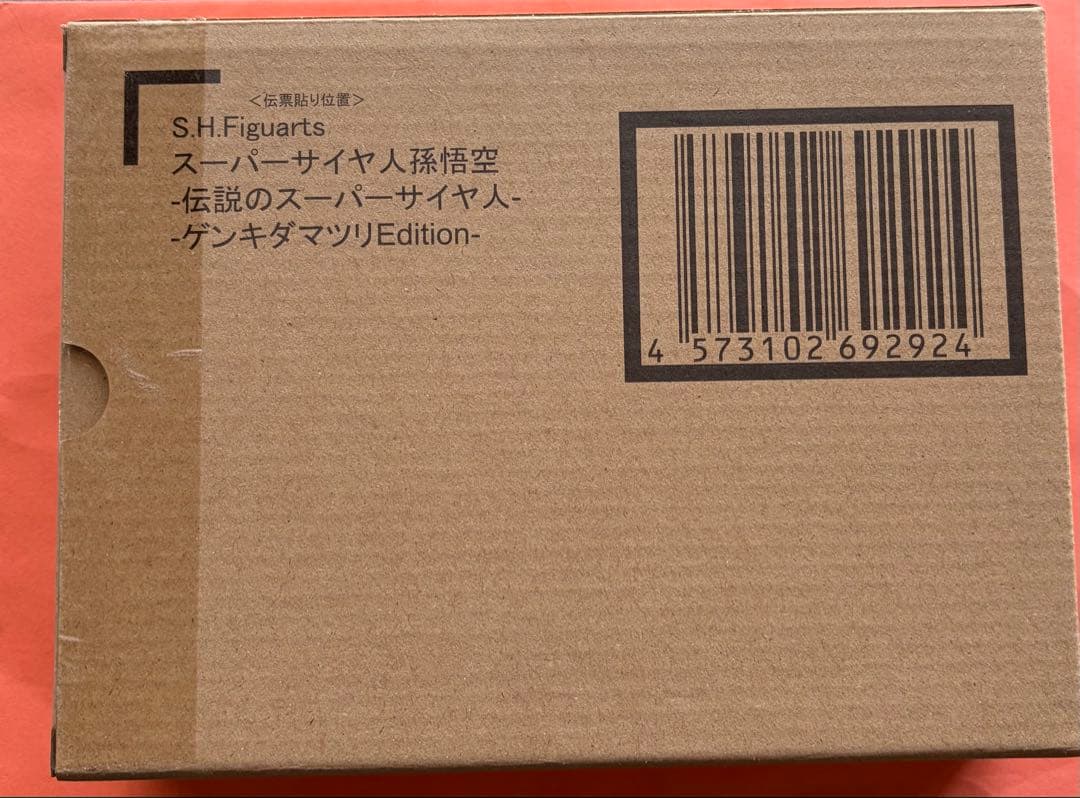 <伝票貼り位置>
S.H.Figuarts
スーパーサイヤ人孫悟空
-伝説のスーパーサイヤ人-
-ゲンキダマツリEdition-
4 573102 692924